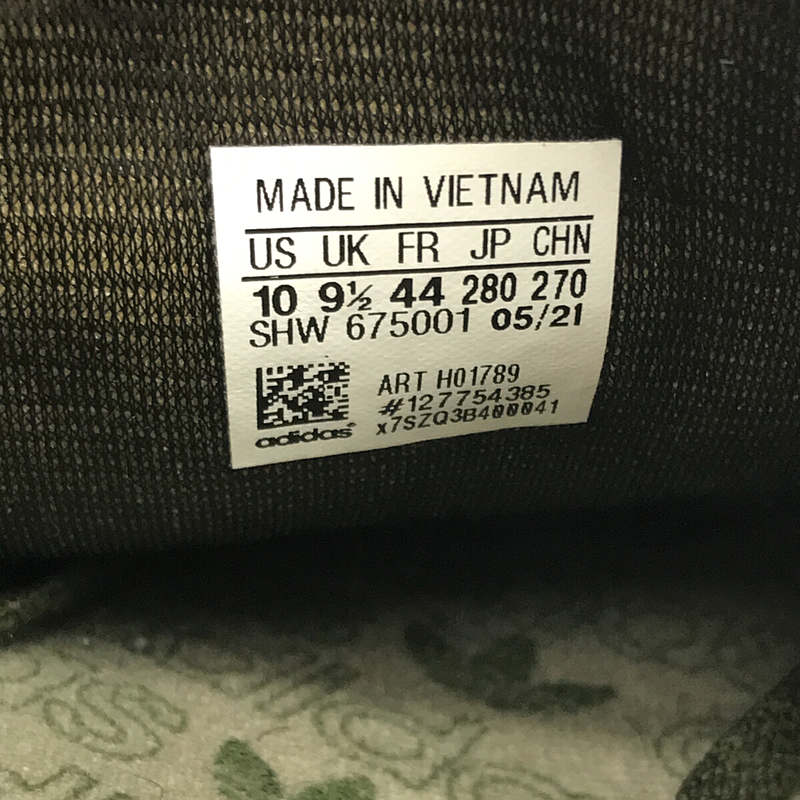 MADE IN VIETNAM
US UK FR JP CHN
10 9½ 44 280 270
SHW 675001 05/21
ART H01789
#127754385
x7SZQ3B400041
adidas